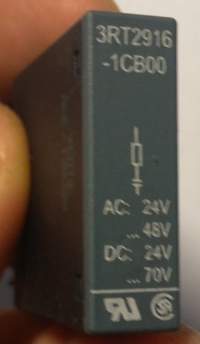 3RT2916
-1CB00
AC: 24V
...48V
DC: 24V
...70V